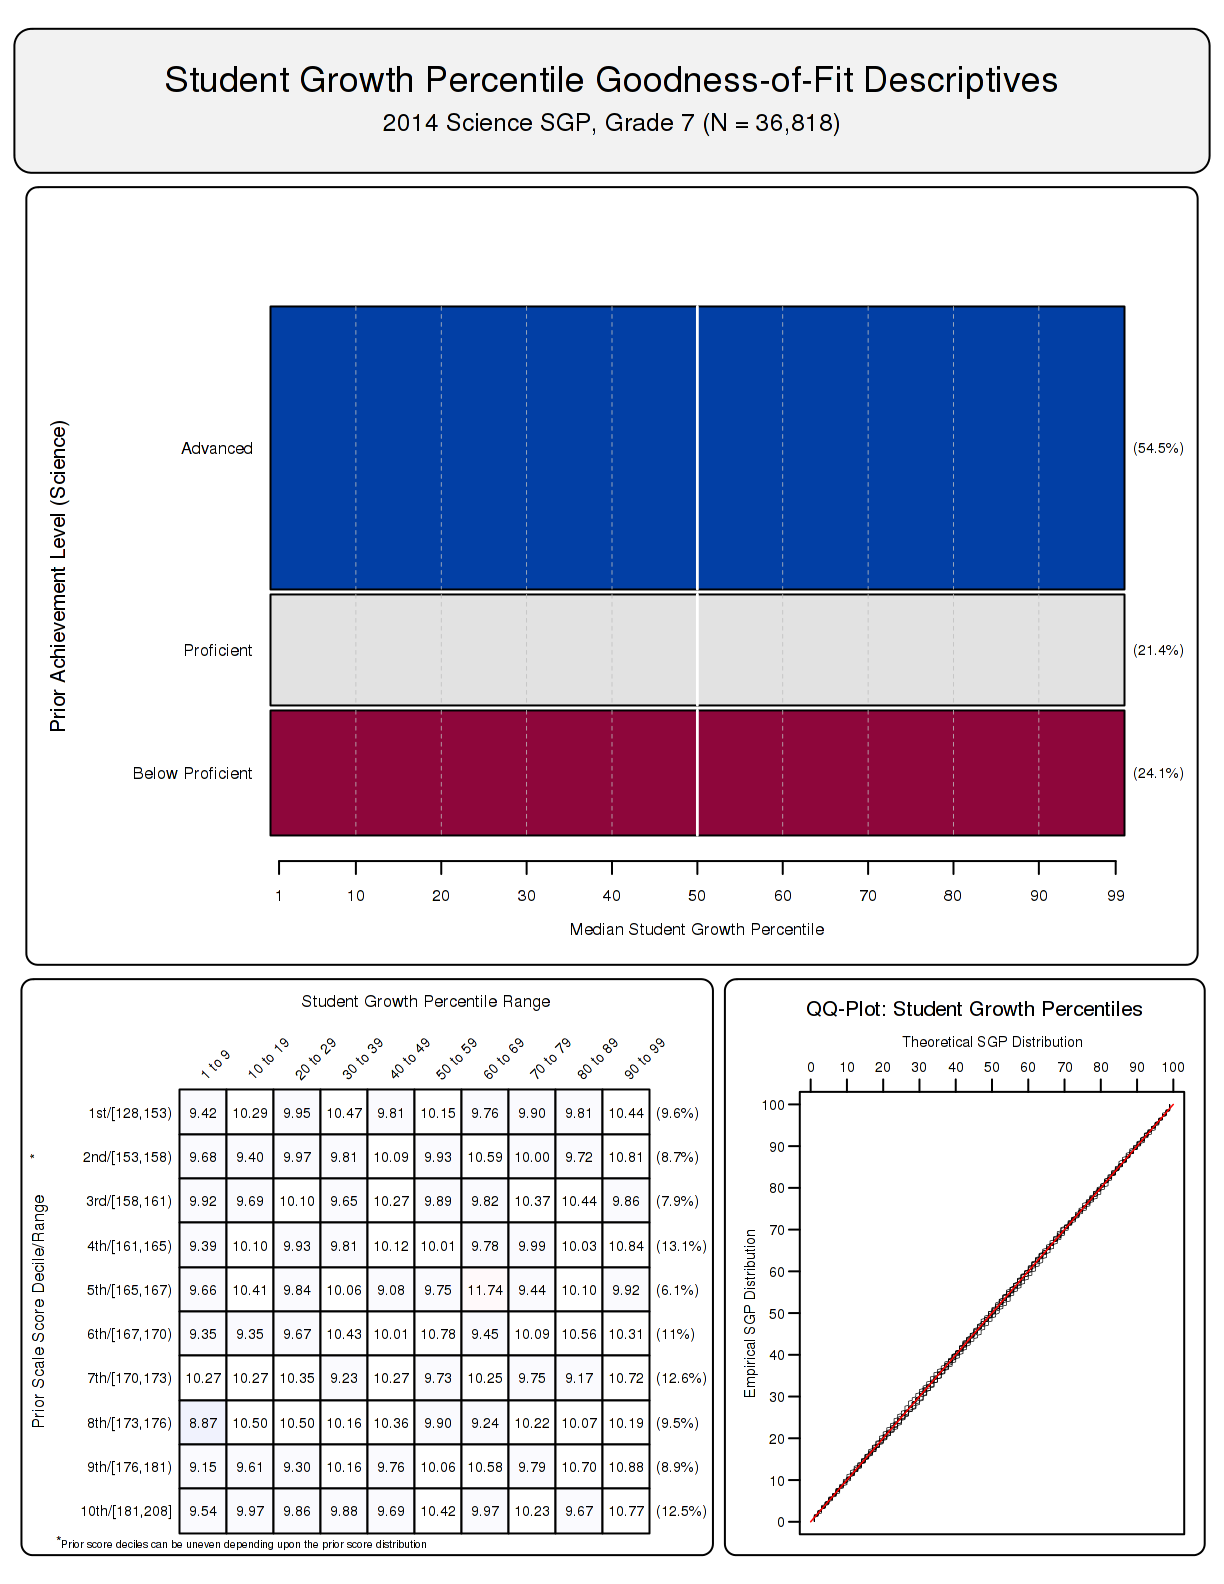 Student Growth Percentile Goodness-of-Fit Descriptives
2014 Science SGP, Grade 7 (N = 36,818)
Prior Achievement Level (Science)
Advanced (54.5%)
Proficient (21.4%)
Below Proficient (24.1%)
1 10 20 30 40 50 60 70 80 90 99
Median Student Growth Percentile
Student Growth Percentile Range
1 to 9 10 to 19 20 to 29 30 to 39 40 to 49 50 to 59 60 to 69 70 to 79 80 to 89 90 to 99
Prior Scale Score Decile/Range *
1st/[128,153) 9.42 10.29 9.95 10.47 9.81 10.15 9.76 9.90 9.81 10.44 (9.6%)
2nd/[153,158) 9.68 9.40 9.97 9.81 10.09 9.93 10.59 10.00 9.72 10.81 (8.7%)
3rd/[158,161) 9.92 9.69 10.10 9.65 10.27 9.89 9.82 10.37 10.44 9.86 (7.9%)
4th/[161,165) 9.39 10.10 9.93 9.81 10.12 10.01 9.78 9.99 10.03 10.84 (13.1%)
5th/[165,167) 9.66 10.41 9.84 10.06 9.08 9.75 11.74 9.44 10.10 9.92 (6.1%)
6th/[167,170) 9.35 9.35 9.67 10.43 10.01 10.78 9.45 10.09 10.56 10.31 (11%)
7th/[170,173) 10.27 10.27 10.35 9.23 10.27 9.73 10.25 9.75 9.17 10.72 (12.6%)
8th/[173,176) 8.87 10.50 10.50 10.16 10.36 9.90 9.24 10.22 10.07 10.19 (9.5%)
9th/[176,181) 9.15 9.61 9.30 10.16 9.76 10.06 10.58 9.79 10.70 10.88 (8.9%)
10th/[181,208] 9.54 9.97 9.86 9.88 9.69 10.42 9.97 10.23 9.67 10.77 (12.5%)
*Prior score deciles can be uneven depending upon the prior score distribution
QQ-Plot: Student Growth Percentiles
Theoretical SGP Distribution
0 10 20 30 40 50 60 70 80 90 100
Empirical SGP Distribution
100
90
80
70
60
50
40
30
20
10
0